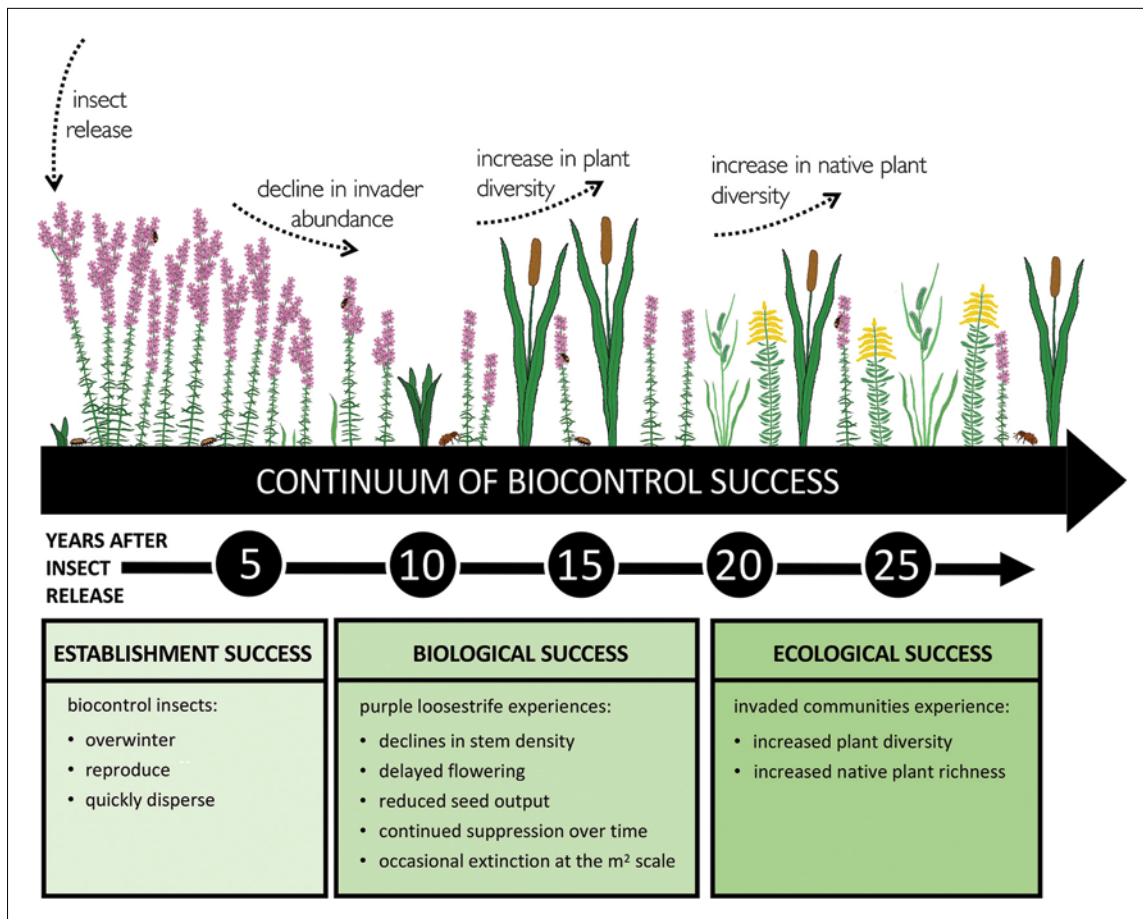 insect
release
decline in invader
abundance
increase in plant
diversity
increase in native plant
diversity
CONTINUUM OF BIOCONTROL SUCCESS
YEARS AFTER
INSECT
RELEASE
5
10
15
20
25
ESTABLISHMENT SUCCESS
biocontrol insects:
• overwinter
• reproduce
• quickly disperse
BIOLOGICAL SUCCESS
purple loosestrife experiences:
• declines in stem density
• delayed flowering
• reduced seed output
• continued suppression over time
• occasional extinction at the m² scale
ECOLOGICAL SUCCESS
invaded communities experience:
• increased plant diversity
• increased native plant richness